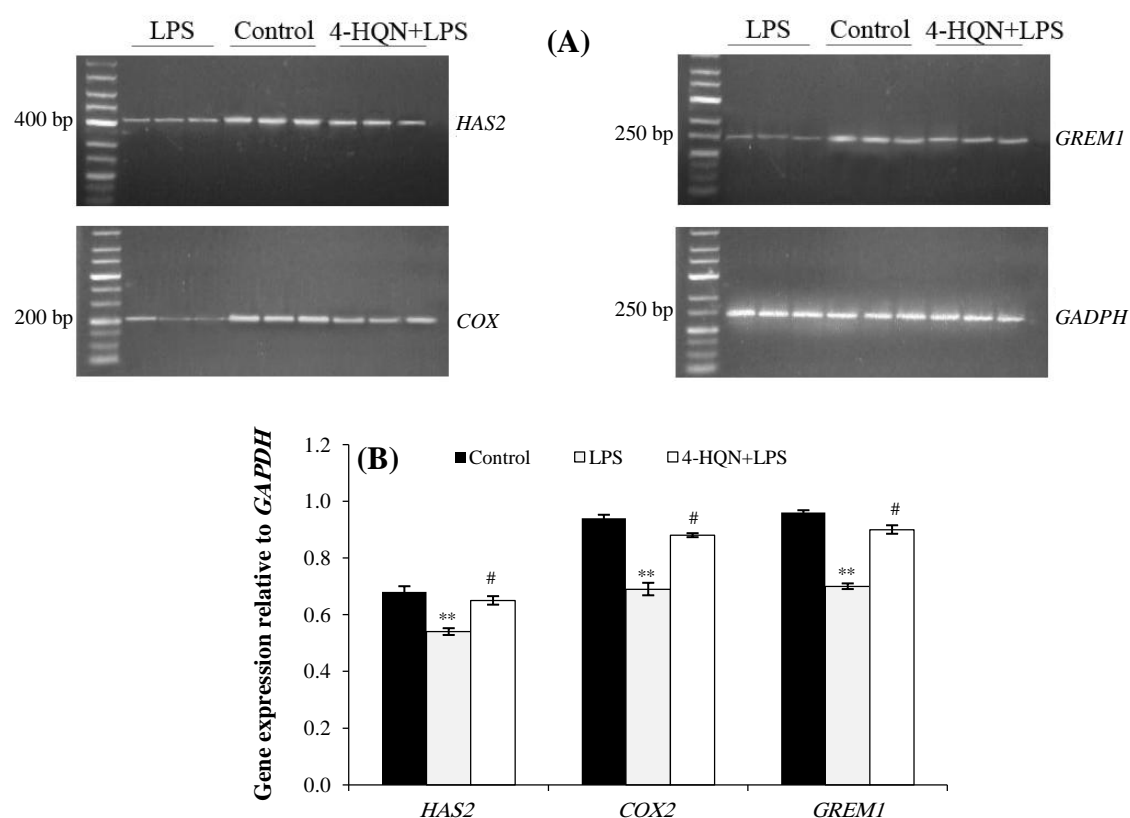 LPS Control 4-HQN+LPS
(A)
LPS Control 4-HQN+LPS
400 bp HAS2
250 bp GREM1
200 bp COX
250 bp GADPH
Gene expression relative to GAPDH
(B) Control LPS 4-HQN+LPS
1.2
1.0
0.8
0.6
0.4
0.2
0.0
** #
** #
** #
HAS2 COX2 GREM1